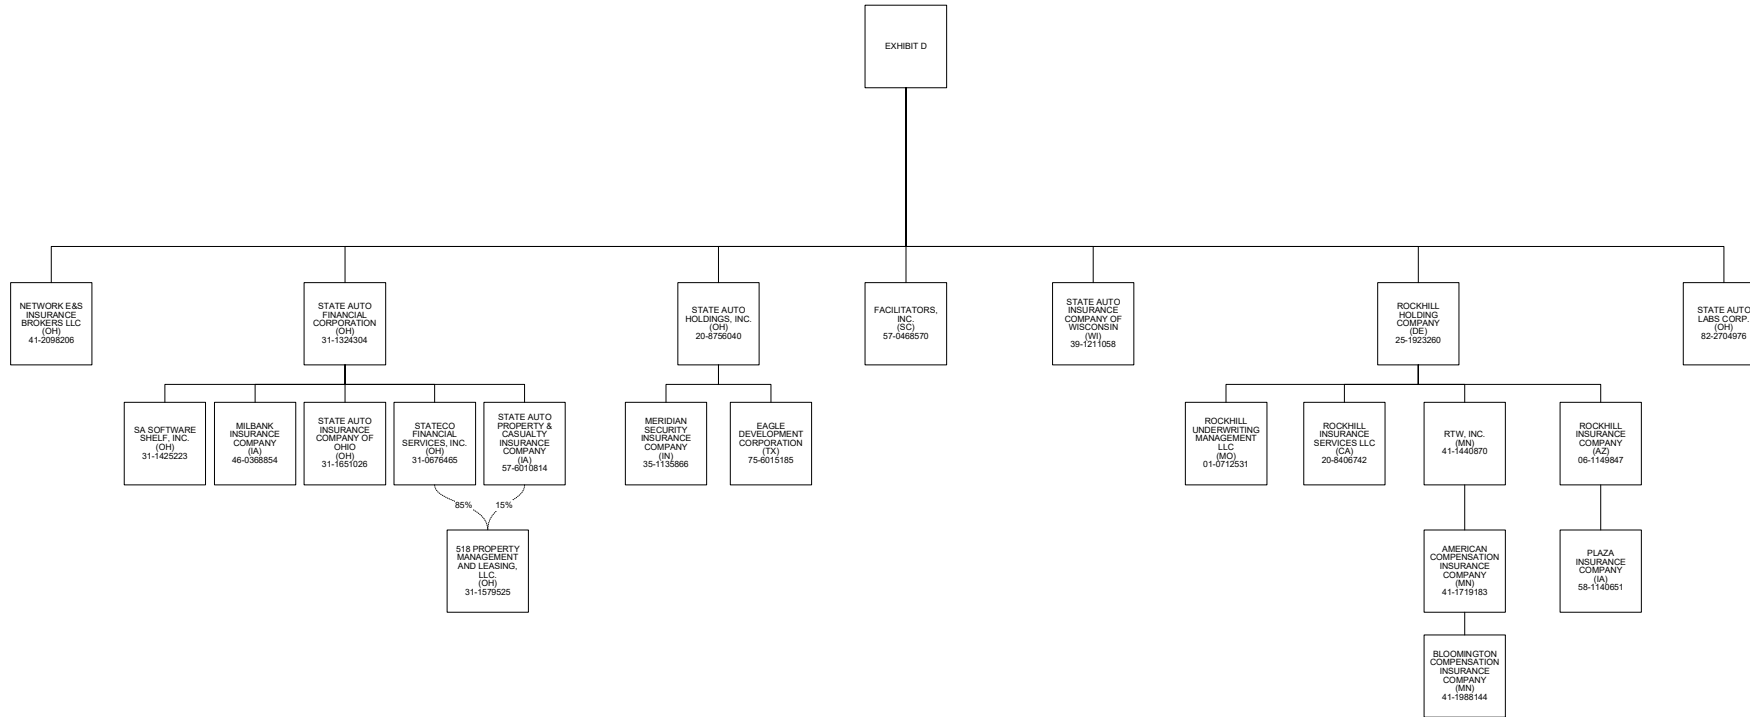 EXHIBIT D
NETWORK E&S
INSURANCE
BROKERS LLC
(OH)
41-2098206
STATE AUTO
FINANCIAL
CORPORATION
(OH)
31-1324304
STATE AUTO
HOLDINGS, INC.
(OH)
20-8756040
FACILITATORS,
INC.
(SC)
57-0468570
STATE AUTO
INSURANCE
COMPANY OF
WISCONSIN
(WI)
39-1211058
ROCKHILL
HOLDING
COMPANY
(DE)
25-1923260
STATE AUTO
LABS CORP.
(OH)
82-2704976
SA SOFTWARE
SHELF, INC.
(OH)
31-1425223
MILBANK
INSURANCE
COMPANY
(IA)
46-0368854
STATE AUTO
INSURANCE
COMPANY OF
OHIO
(OH)
31-1651026
STATECO
FINANCIAL
SERVICES, INC.
(OH)
31-0676465
STATE AUTO
PROPERTY &
CASUALTY
INSURANCE
COMPANY
(IA)
57-6010814
MERIDIAN
SECURITY
INSURANCE
COMPANY
(IN)
35-1135866
EAGLE
DEVELOPMENT
CORPORATION
(TX)
75-6015185
ROCKHILL
UNDERWRITING
MANAGEMENT
LLC
(MO)
01-0712531
ROCKHILL
INSURANCE
SERVICES LLC
(CA)
20-8406742
RTW, INC.
(MN)
41-1440870
ROCKHILL
INSURANCE
COMPANY
(AZ)
06-1149847
85%
15%
518 PROPERTY
MANAGEMENT
AND LEASING,
LLC.
(OH)
31-1579525
AMERICAN
COMPENSATION
INSURANCE
COMPANY
(MN)
41-1719183
PLAZA
INSURANCE
COMPANY
(IA)
58-1140651
BLOOMINGTON
COMPENSATION
INSURANCE
COMPANY
(MN)
41-1988144